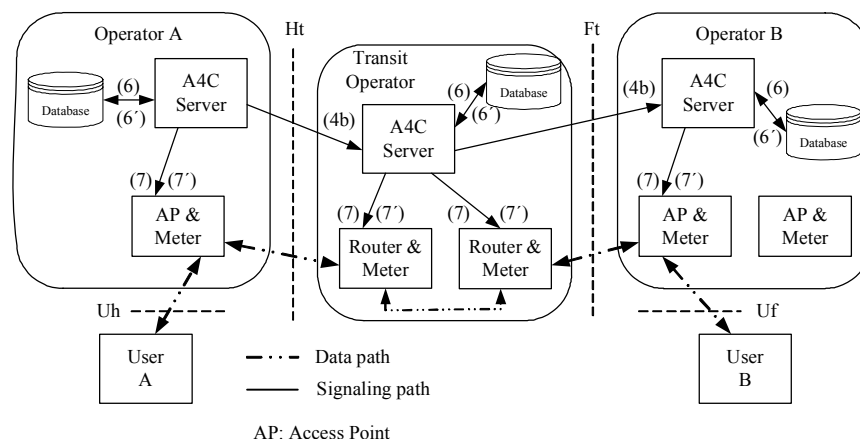 Operator A
Ht
Transit
Operator
Ft
Operator B
Database
(6)
(6´)
A4C
Server
(4b)
A4C
Server
(6)
(6´)
Database
(4b)
A4C
Server
(6)
(6´)
Database
(7)
(7´)
AP &
Meter
(7)
(7´)
(7)
(7´)
Router &
Meter
Router &
Meter
(7)
(7´)
AP &
Meter
AP &
Meter
Uh
Uf
User
A
Data path
Signaling path
User
B
AP: Access Point